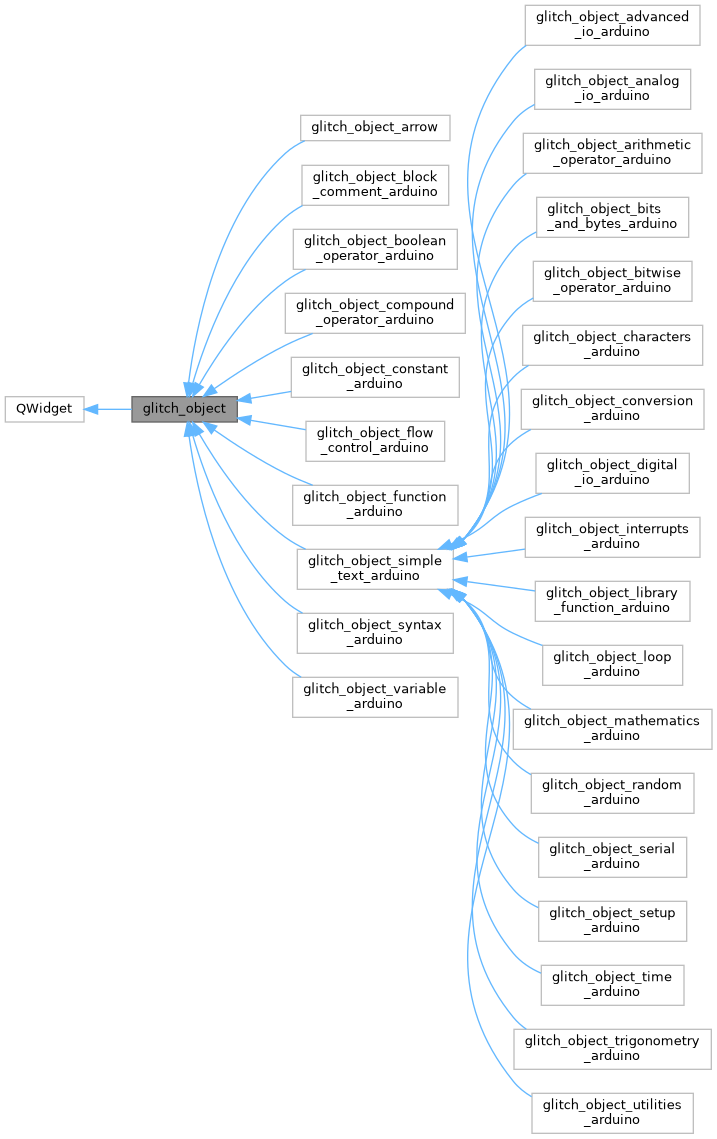 QWidget
glitch_object
glitch_object_arrow
glitch_object_block
_comment_arduino
glitch_object_boolean
_operator_arduino
glitch_object_compound
_operator_arduino
glitch_object_constant
_arduino
glitch_object_flow
_control_arduino
glitch_object_function
_arduino
glitch_object_simple
_text_arduino
glitch_object_syntax
_arduino
glitch_object_variable
_arduino
glitch_object_advanced
_io_arduino
glitch_object_analog
_io_arduino
glitch_object_arithmetic
_operator_arduino
glitch_object_bits
_and_bytes_arduino
glitch_object_bitwise
_operator_arduino
glitch_object_characters
_arduino
glitch_object_conversion
_arduino
glitch_object_digital
_io_arduino
glitch_object_interrupts
_arduino
glitch_object_library
_function_arduino
glitch_object_loop
_arduino
glitch_object_mathematics
_arduino
glitch_object_random
_arduino
glitch_object_serial
_arduino
glitch_object_setup
_arduino
glitch_object_time
_arduino
glitch_object_trigonometry
_arduino
glitch_object_utilities
_arduino